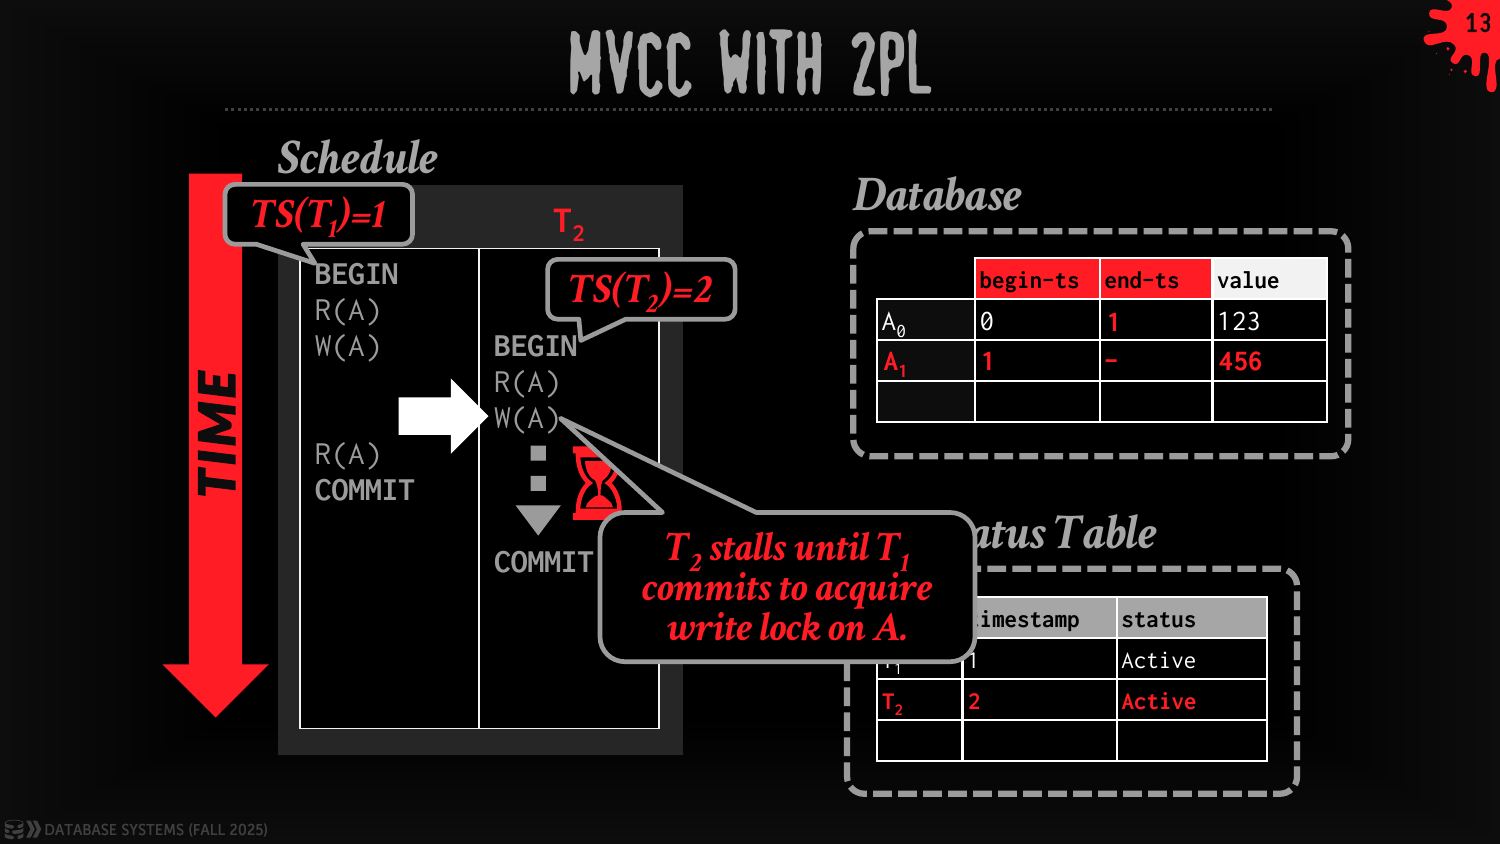 13
MVCC WITH 2PL
Schedule
TS(T1)=1
T2
BEGIN
R(A)
W(A)
R(A)
COMMIT
TS(T2)=2
BEGIN
R(A)
W(A)
COMMIT
TIME
T2 stalls until T1
commits to acquire
write lock on A.
Database
begin-ts end-ts value
A0 0 1 123
A1 1 - 456
Table
status
1 Active
T2 2 Active
DATABASE SYSTEMS (FALL 2025)